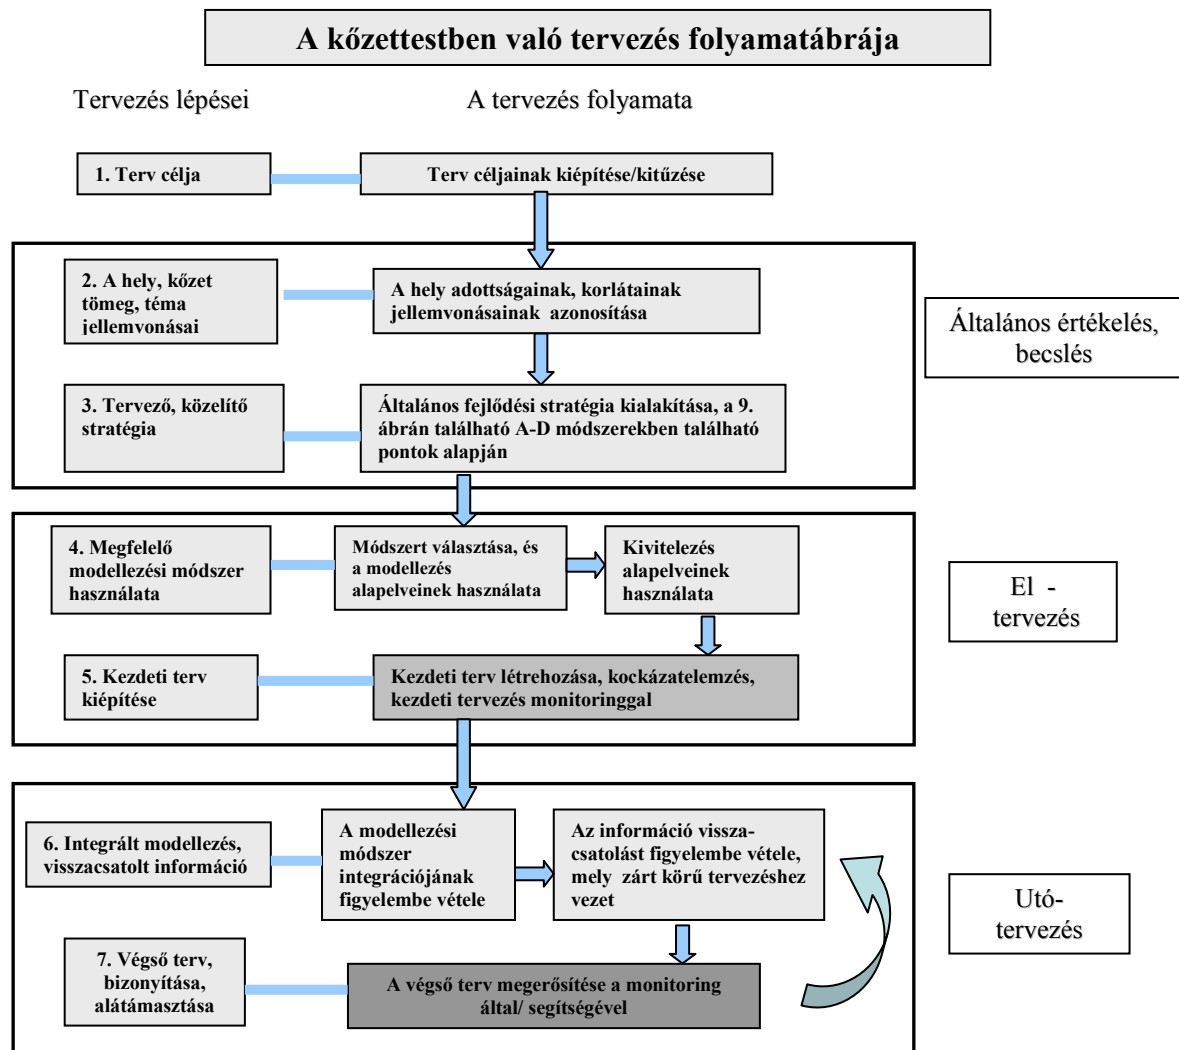 A kőzettestben való tervezés folyamatábrája
Tervezés lépései
A tervezés folyamata
1. Terv célja
Terv céljainak kiépítése/kitűzése
2. A hely, kőzet
tömeg, téma
jellemvonásai
A hely adottságainak, korlátainak
jellemvonásainak azonosítása
Általános értékelés,
becslés
3. Tervező, közelítő
stratégia
Általános fejlődési stratégia kialakítása, a 9.
ábrán található A-D módszerekben található
pontok alapján
4. Megfelelő
modellezési módszer
használata
Módszert választása, és
a modellezés
alapelveinek használata
Kivitelezés
alapelveinek
használata
El -
tervezés
5. Kezdeti terv
kiépítése
Kezdeti terv létrehozása, kockázatelemzés,
kezdeti tervezés monitoringgal
6. Integrált modellezés,
visszacsatolt információ
A modellezési
módszer
integrációjának
figyelembe vétele
Az információ vissza-
csatolást figyelembe vétele,
mely zárt körű tervezéshez
vezet
Utó-
tervezés
7. Végső terv,
bizonyítása,
alátámasztása
A végső terv megerősítése a monitoring
által/ segítségével